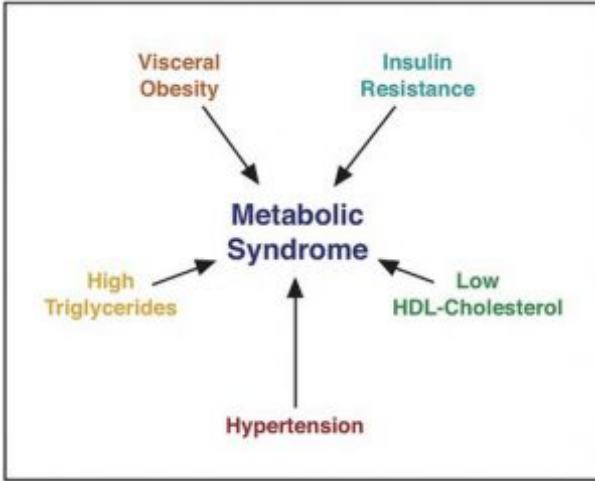 Visceral
Obesity
Insulin
Resistance
Metabolic
Syndrome
High
Triglycerides
Low
HDL-Cholesterol
Hypertension